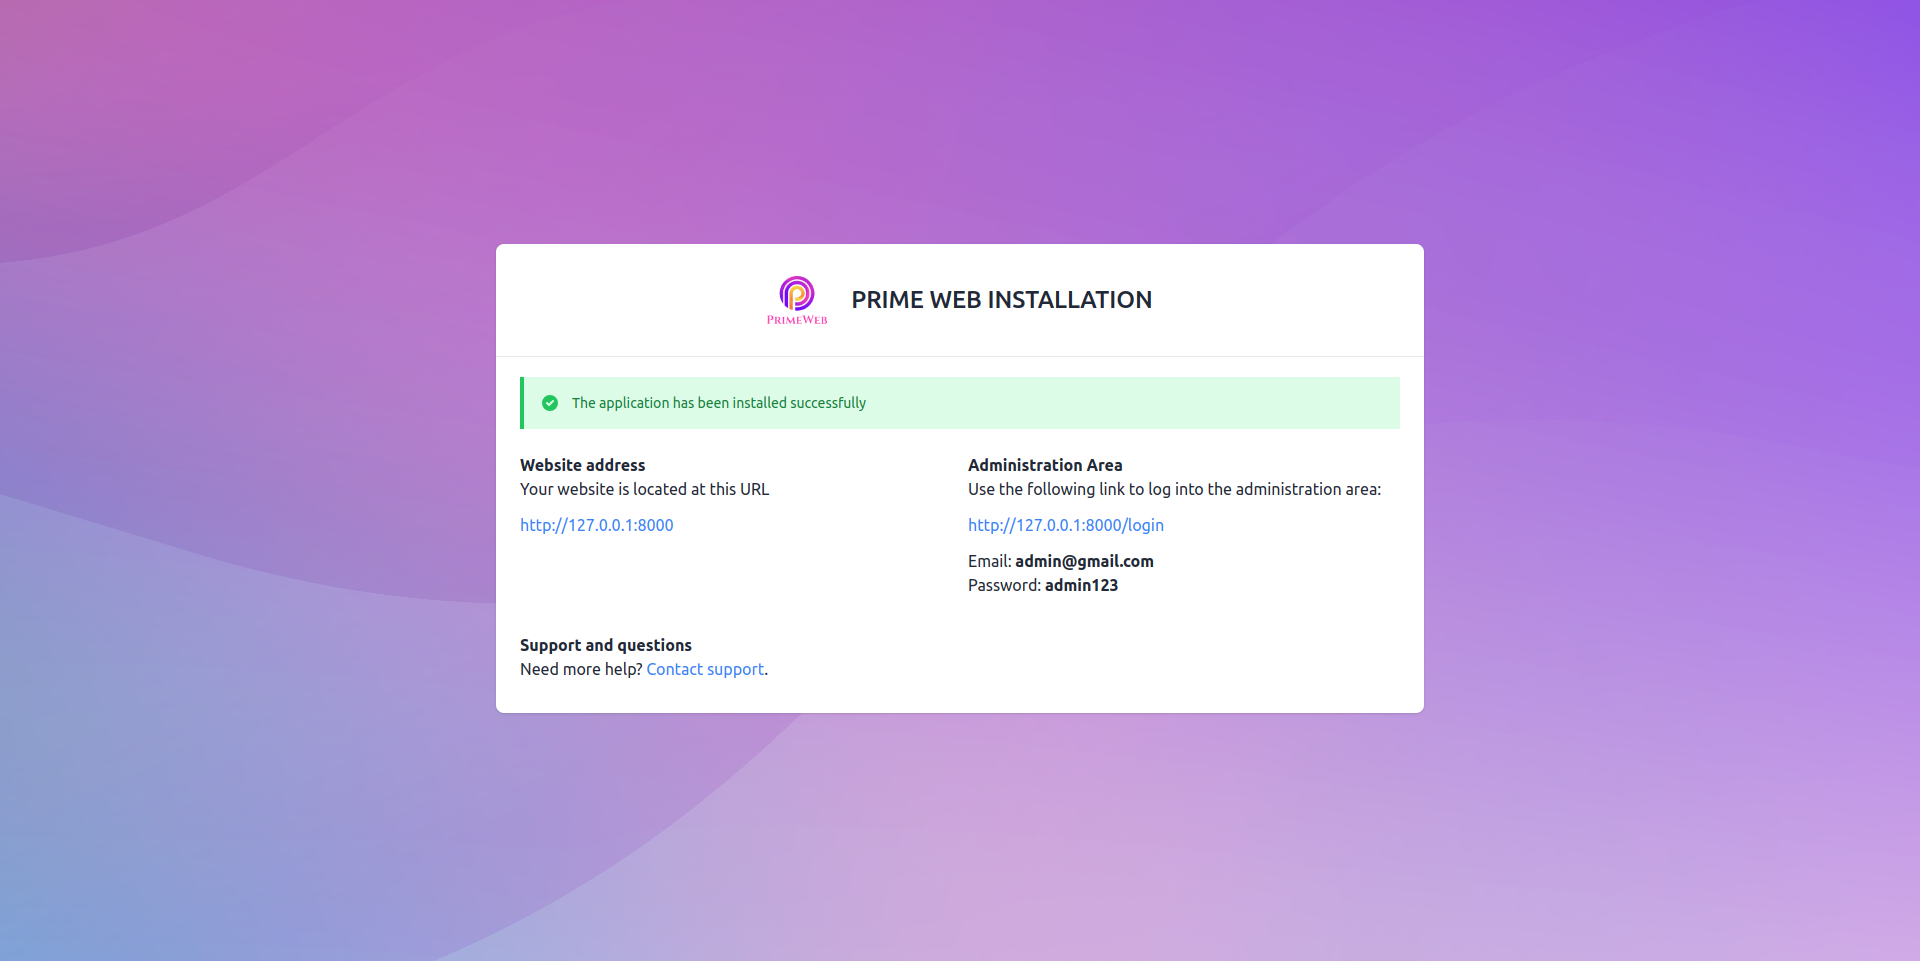 PRIMEWEB
PRIME WEB INSTALLATION
The application has been installed successfully
Website address
Your website is located at this URL
http://127.0.0.1:8000
Administration Area
Use the following link to log into the administration area:
http://127.0.0.1:8000/login
Email: admin@gmail.com
Password: admin123
Support and questions
Need more help? Contact support.